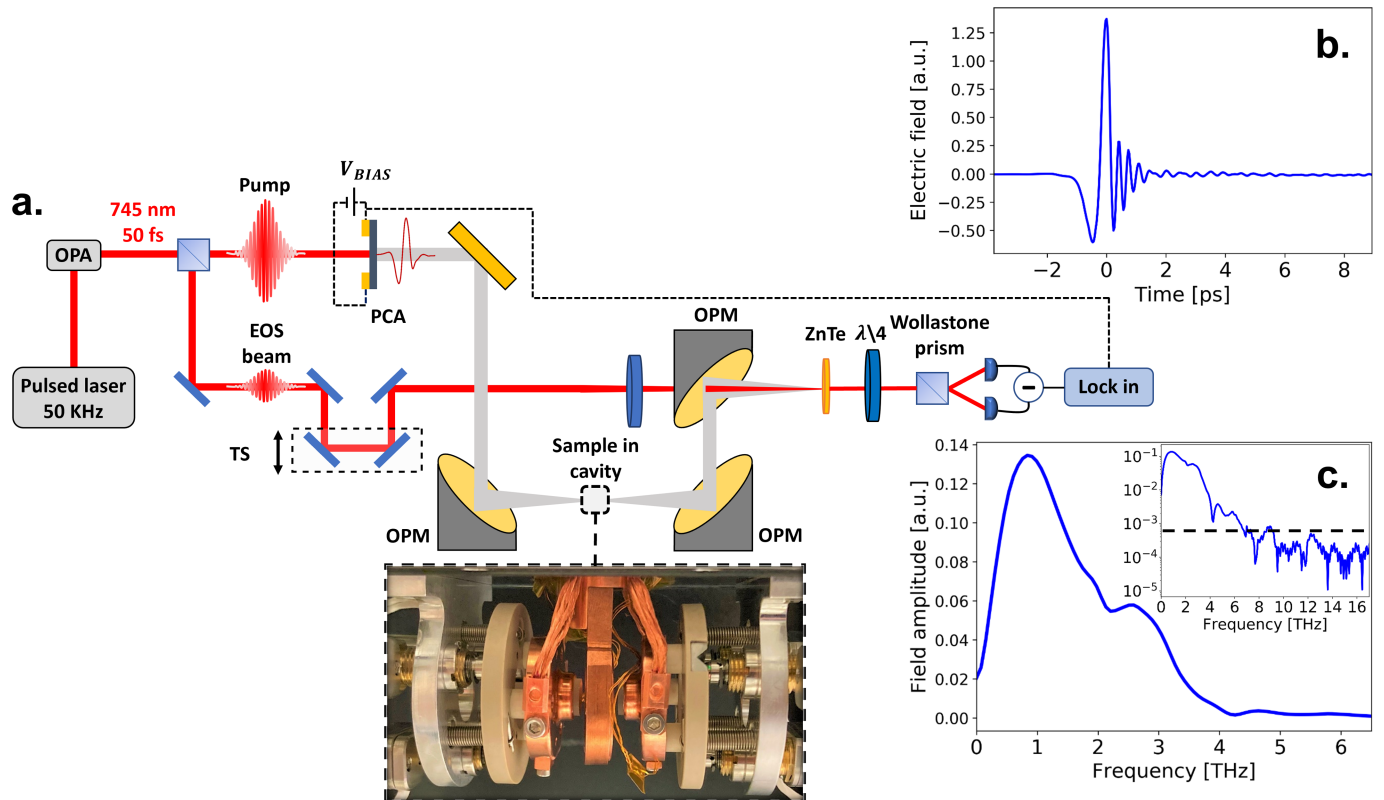 a.
OPA
745 nm
50 fs
Pump
V_BIAS
PCA
EOS
beam
Pulsed laser
50 KHz
TS
OPM
Sample in
cavity
OPM
OPM
ZnTe
λ\4
Wollastone
prism
Lock in
b.
Electric field [a.u.]
1.25
1.00
0.75
0.50
0.25
0.00
−0.25
−0.50
−2
0
2
4
6
8
Time [ps]
c.
Field amplitude [a.u.]
0.14
0.12
0.10
0.08
0.06
0.04
0.02
0.00
0
1
2
3
4
5
6
Frequency [THz]
10⁻¹
10⁻²
10⁻³
10⁻⁴
10⁻⁵
0
2
4
6
8
10
12
14
16
Frequency [THz]